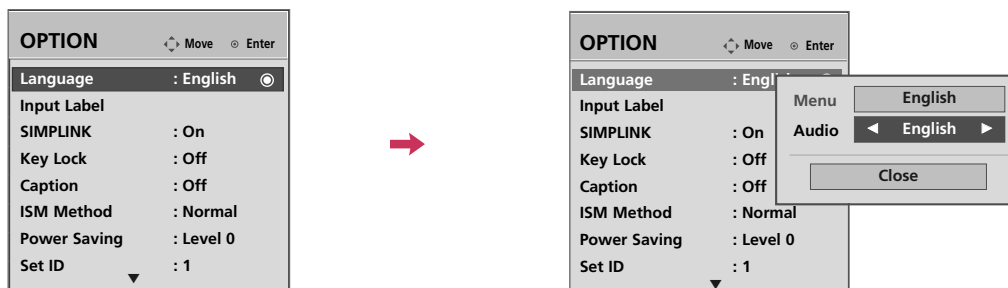 OPTION Move Enter
Language : English
Input Label
SIMPLINK : On
Key Lock : Off
Caption : Off
ISM Method : Normal
Power Saving : Level 0
Set ID : 1
OPTION Move Enter
Language : Engl
Input Label
SIMPLINK : On
Key Lock : Off
Caption : Off
ISM Method : Normal
Power Saving : Level 0
Set ID : 1
Menu English
Audio ◀ English ▶
Close